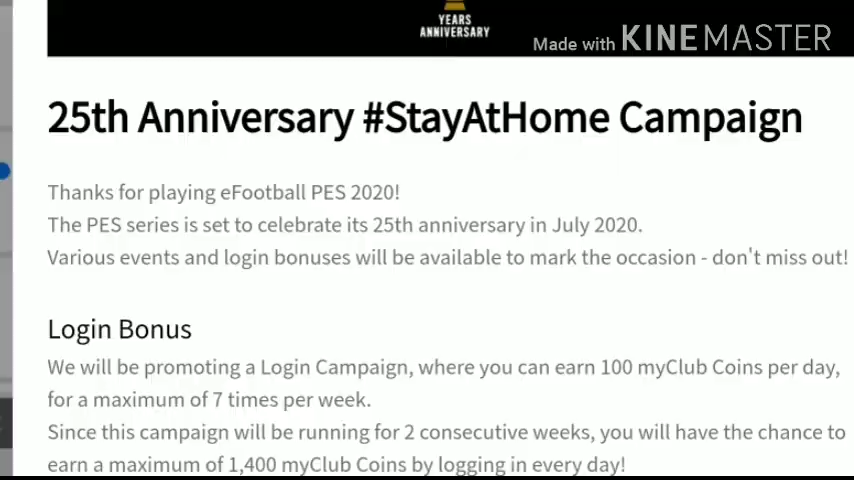 YEARS
ANNIVERSARY
Made with KINEMASTER
25th Anniversary #StayAtHome Campaign
Thanks for playing eFootball PES 2020!
The PES series is set to celebrate its 25th anniversary in July 2020.
Various events and login bonuses will be available to mark the occasion - don't miss out!
Login Bonus
We will be promoting a Login Campaign, where you can earn 100 myClub Coins per day,
for a maximum of 7 times per week.
Since this campaign will be running for 2 consecutive weeks, you will have the chance to
earn a maximum of 1,400 myClub Coins by logging in every day!